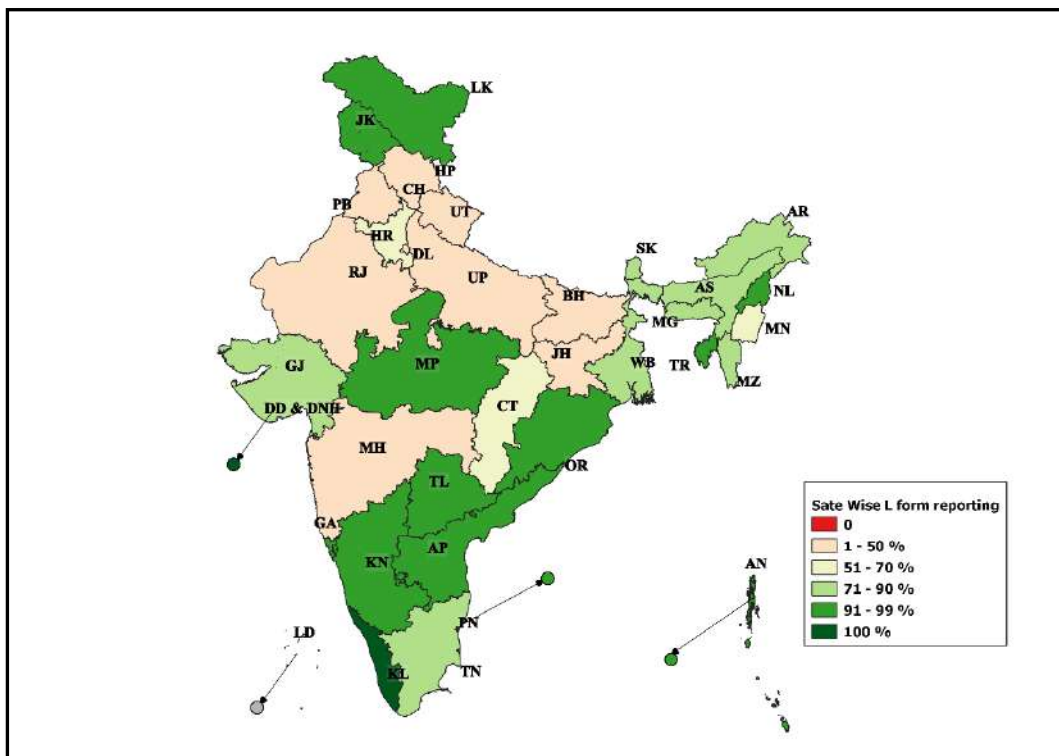 LK
JK
HP
CH
PB
UT
AR
HR
DL
SK
RJ
UP
AS
BH
NL
MG
MN
GJ
MP
JH
WB
TR
MZ
DD & DNH
CT
MH
OR
TL
GA
AP
KN
AN
PN
LD
KL
TN
Sate Wise L form reporting
0
1 - 50 %
51 - 70 %
71 - 90 %
91 - 99 %
100 %